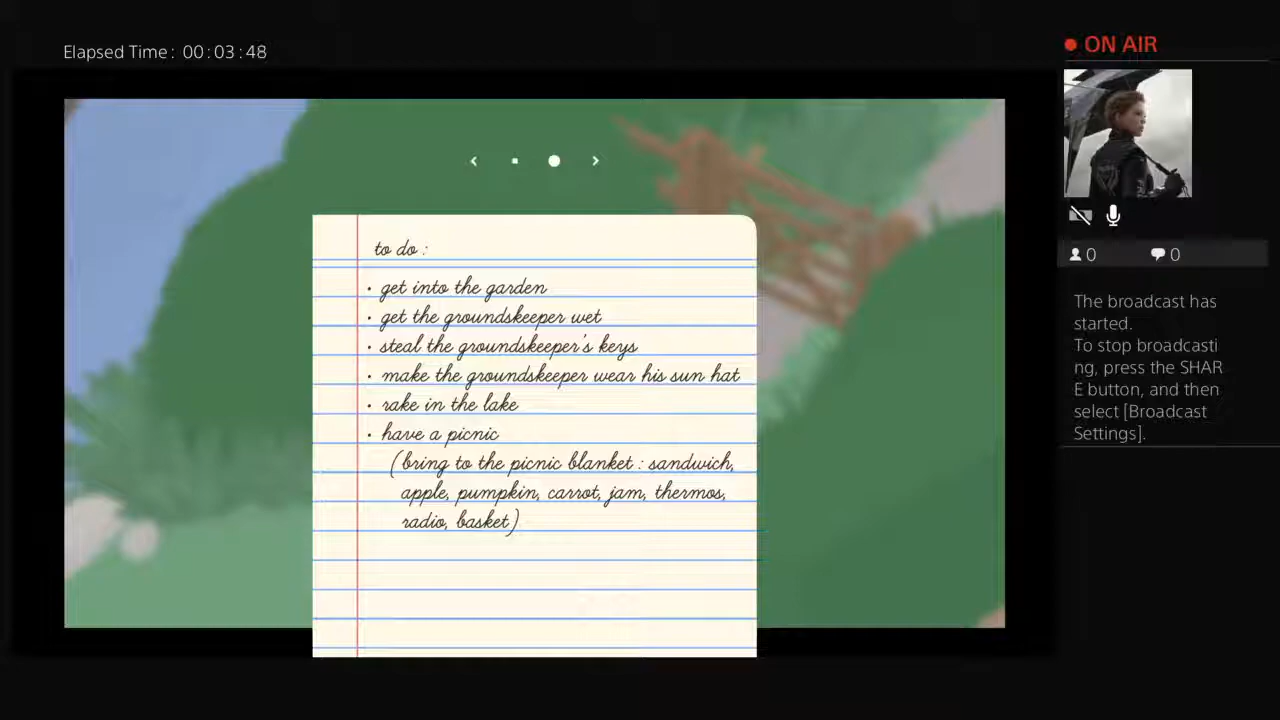 Elapsed Time: 00:03:48
ON AIR
to do :
• get into the garden
• get the groundskeeper wet
• steal the groundskeeper's keys
• make the groundskeeper wear his sun hat
• rake in the lake
• have a picnic
(bring to the picnic blanket : sandwich,
apple, pumpkin, carrot, jam, thermos,
radio, basket)
0
0
The broadcast has
started.
To stop broadcasti
ng, press the SHAR
E button, and then
select [Broadcast
Settings].